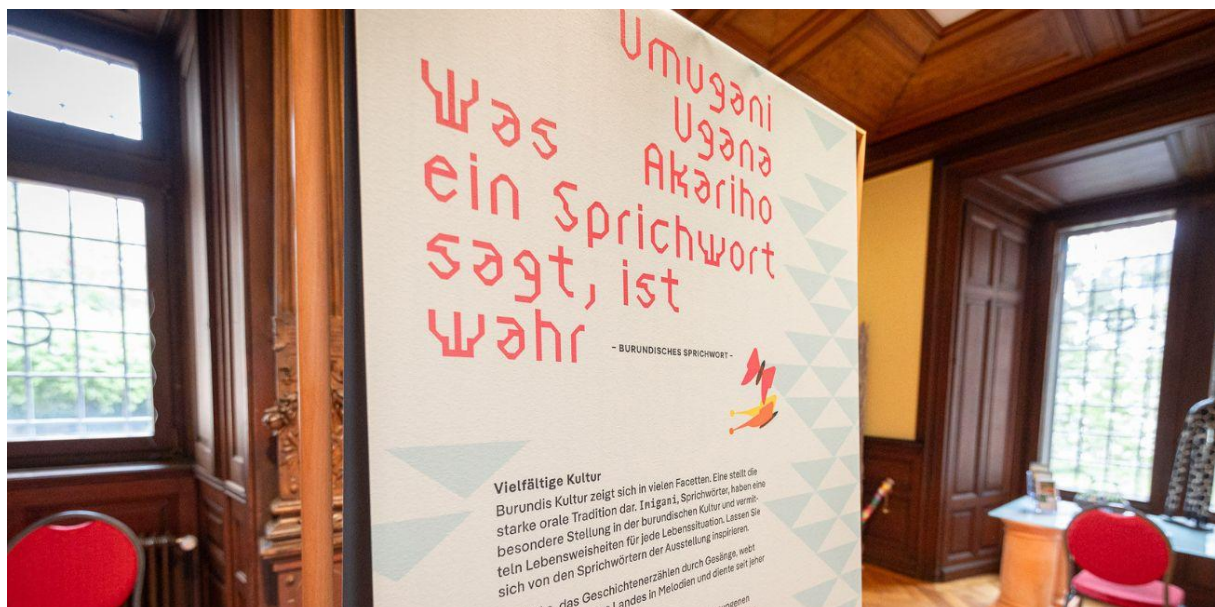 Umugani
Ugana
Akariho
Was
ein Sprichwort
sagt, ist
wahr
- BURUNDISCHES SPRICHWORT -
Vielfältige Kultur
Burundis Kultur zeigt sich in vielen Facetten. Eine stellt die
starke orale Tradition dar. Imigani, Sprichwörter, haben eine
besondere Stellung in der burundischen Kultur und vermit-
teln Lebensweisheiten für jede Lebenssituation. Lassen Sie
sich von den Sprichwörtern der Ausstellung inspirieren.
das Geschichtenerzählen durch Gesänge, webt
Landes in Melodien und diente seit jeher